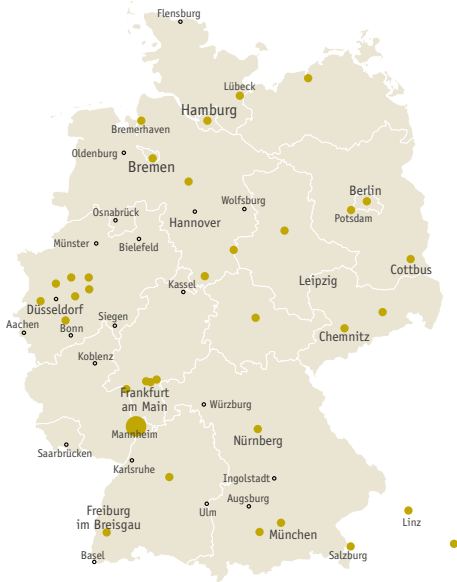 Flensburg
Lübeck
Hamburg
Bremerhaven
Oldenburg
Bremen
Berlin
Wolfsburg
Osnabrück
Hannover
Potsdam
Münster
Bielefeld
Cottbus
Leipzig
Kassel
Düsseldorf
Siegen
Aachen
Bonn
Chemnitz
Koblenz
Frankfurt
am Main
Würzburg
Mannheim
Nürnberg
Saarbrücken
Karlsruhe
Ingolstadt
Augsburg
Freiburg
im Breisgau
Ulm
Linz
München
Basel
Salzburg